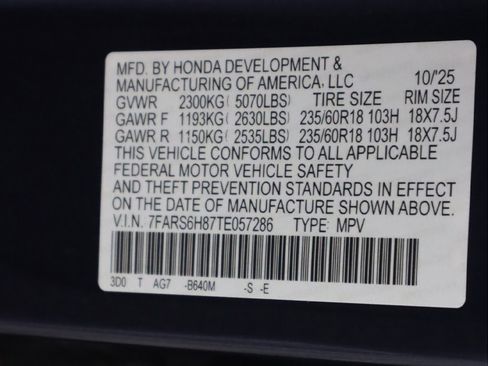 MFD. BY HONDA DEVELOPMENT &
MANUFACTURING OF AMERICA, LLC 10/'25
GVWR 2300KG( 5070LBS) TIRE SIZE RIM SIZE
GAWR F 1193KG( 2630LBS) 235/60R18 103H 18X7.5J
GAWR R 1150KG( 2535LBS) 235/60R18 103H 18X7.5J
THIS VEHICLE CONFORMS TO ALL APPLICABLE
FEDERAL MOTOR VEHICLE SAFETY
AND THEFT PREVENTION STANDARDS IN EFFECT
ON THE DATE OF MANUFACTURE SHOWN ABOVE.
V.I.N. 7FARS6H87TE057286 TYPE: MPV
3D0 T AG7 -B640M -S -E